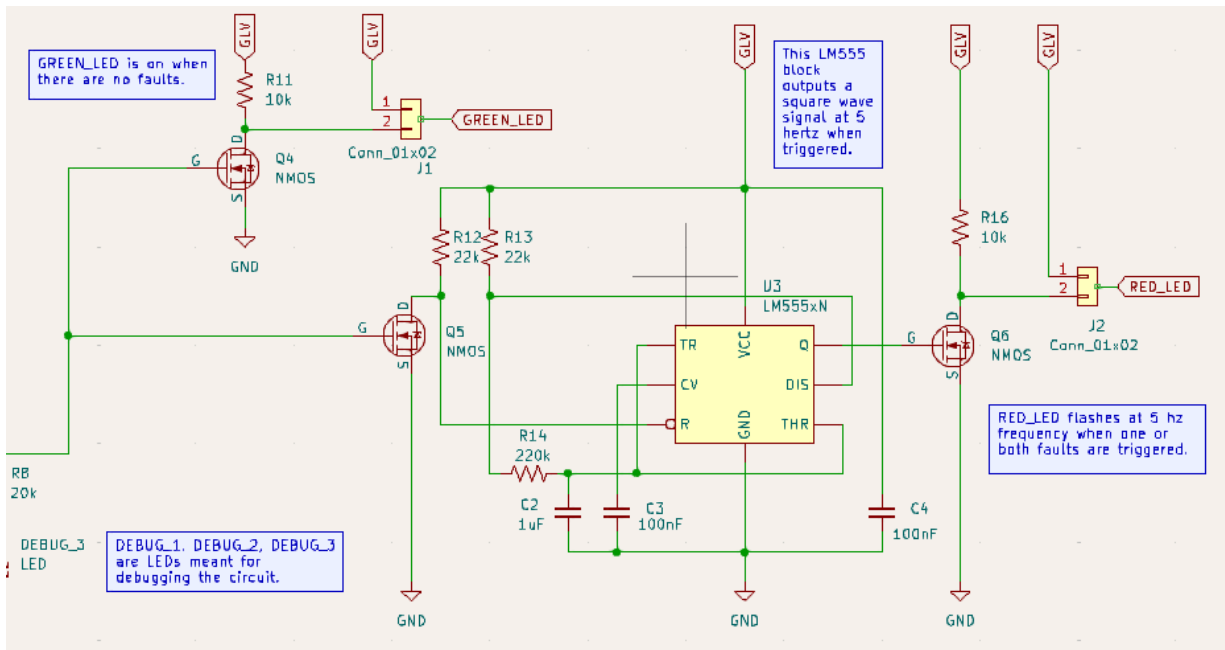 GLV
GLV
GLV
GLV
GLV
GREEN_LED is on when
there are no faults.
R11
10k
1
2
GREEN_LED
Conn_01x02
J1
D
G
S
Q4
NMOS
GND
This LM555
block
outputs a
square wave
signal at 5
hertz when
triggered.
R12
22k
R13
22k
R16
10k
1
2
RED_LED
J2
Conn_01x02
D
G
S
Q5
NMOS
U3
LM555xN
TR
VCC
Q
CV
DIS
R
GND
THR
D
G
S
Q6
NMOS
RED_LED flashes at 5 hz
frequency when one or
both faults are triggered.
R14
220k
R8
20k
C2
1uF
C3
100nF
C4
100nF
DEBUG_3
LED
DEBUG_1. DEBUG_2, DEBUG_3
are LEDs meant for
debugging the circuit.
GND
GND
GND